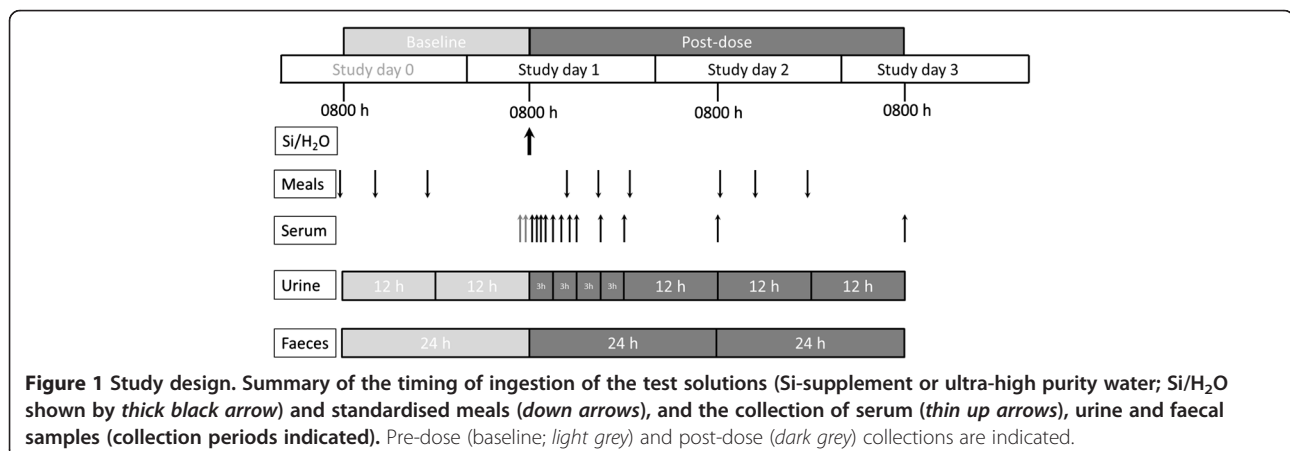 Baseline Post-dose
Study day 0 Study day 1 Study day 2 Study day 3
0800 h 0800 h 0800 h 0800 h
Si/H₂O
Meals
Serum
Urine 12 h 12 h 3h 3h 3h 3h 12 h 12 h 12 h
Faeces 24 h 24 h 24 h
Figure 1 Study design. Summary of the timing of ingestion of the test solutions (Si-supplement or ultra-high purity water; Si/H₂O
shown by thick black arrow) and standardised meals (down arrows), and the collection of serum (thin up arrows), urine and faecal
samples (collection periods indicated). Pre-dose (baseline; light grey) and post-dose (dark grey) collections are indicated.